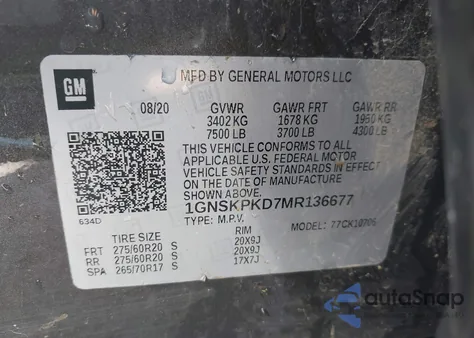 MFD BY GENERAL MOTORS LLC
GM
08/20 GVWR GAWR FRT GAWR RR
3402 KG 1678 KG 1950 KG
7500 LB 3700 LB 4300 LB
THIS VEHICLE CONFORMS TO ALL
APPLICABLE U.S. FEDERAL MOTOR
VEHICLE SAFETY STANDARDS IN EFFECT
ON THE DATE OF MANUFACTURE
SHOWN ABOVE.
1GNSKPKD7MR136677
TYPE: M.P.V. MODEL: 77CK10706
634D
TIRE SIZE RIM
FRT 275/60R20 S 20X9J
RR 275/60R20 S 20X9J
SPA 265/70R17 S 17X7J
autoSnap